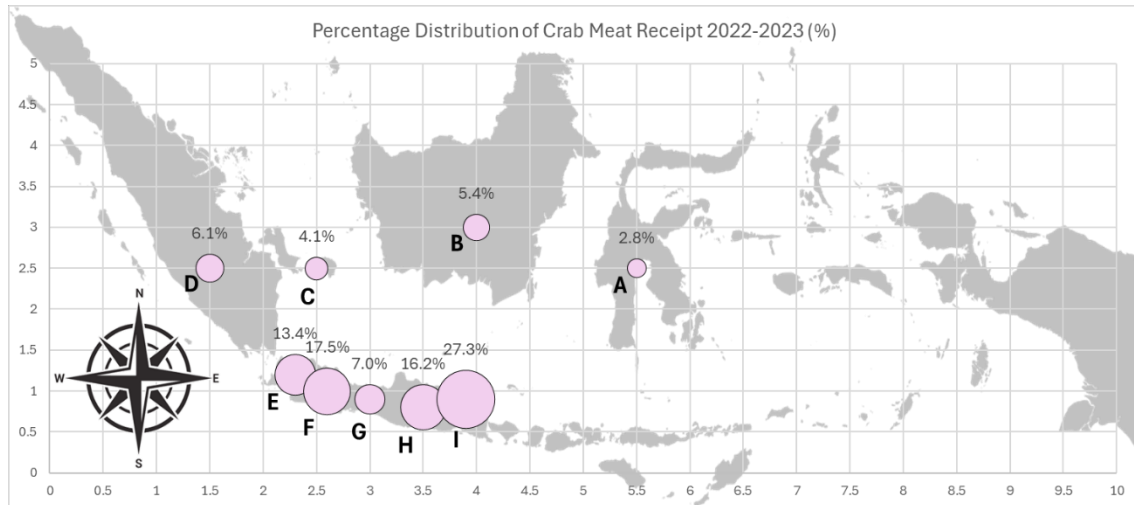 Percentage Distribution of Crab Meat Receipt 2022-2023 (%)
5
4.5
4
3.5
3
2.5
2
1.5
1
0.5
0
5.4%
B
6.1%
D
4.1%
C
2.8%
A
N
W
E
S
13.4%
E
17.5%
F
7.0%
G
16.2%
H
27.3%
I
0 0.5 1 1.5 2 2.5 3 3.5 4 4.5 5 5.5 6 6.5 7 7.5 8 8.5 9 9.5 10